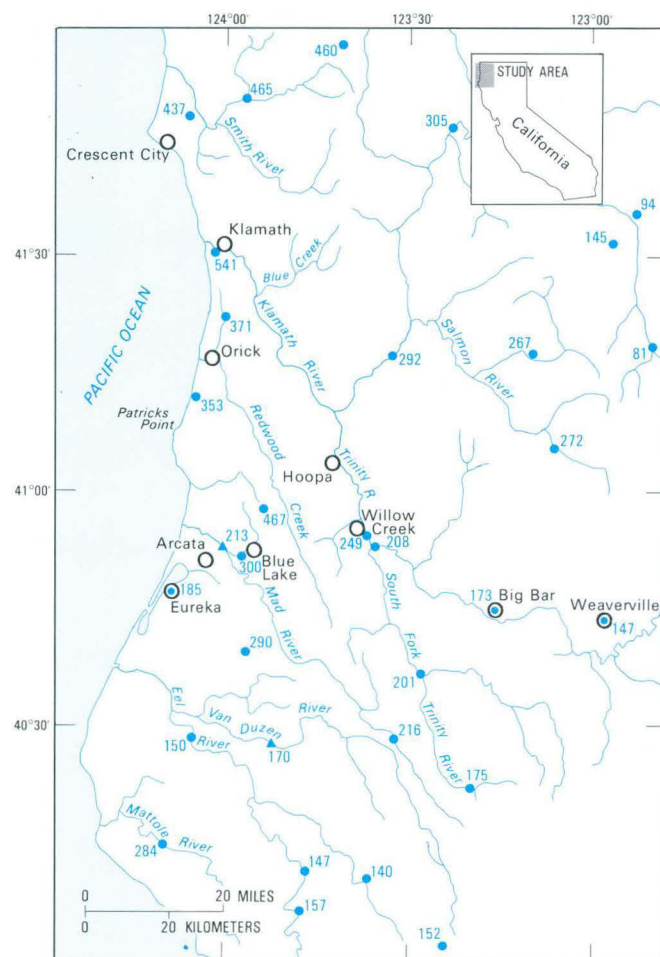 124°00'
123°30'
123°00'
460
465
437
305
STUDY AREA
California
Crescent City
Smith River
94
145
Klamath
41°30'
541
Blue Creek
371
Klamath River
Salmon River
267
81
Orick
292
PACIFIC OCEAN
353
Patricks
Point
Redwood Creek
272
Hoopa
Trinity R
41°00'
467
Willow
Creek
249
208
Arcata
213
300
Blue
Lake
South Fork Trinity River
185
Eureka
Mad River
173
Big Bar
Weaverville
147
290
201
Eel River
Van Duzen River
40°30'
150
170
216
175
Mattole River
284
147
140
157
152
0 20 MILES
0 20 KILOMETERS